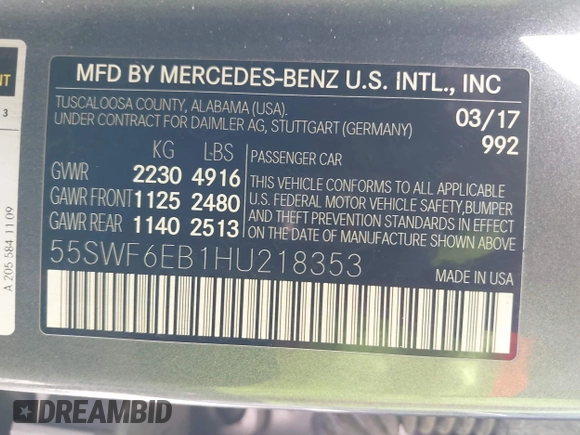 MFD BY MERCEDES-BENZ U.S. INTL., INC
TUSCALOOSA COUNTY, ALABAMA (USA).
UNDER CONTRACT FOR DAIMLER AG, STUTTGART (GERMANY)
03/17
992
KG LBS
GVWR 2230 4916
GAWR FRONT 1125 2480
GAWR REAR 1140 2513
PASSENGER CAR
THIS VEHICLE CONFORMS TO ALL APPLICABLE
U.S. FEDERAL MOTOR VEHICLE SAFETY, BUMPER
AND THEFT PREVENTION STANDARDS IN EFFECT
ON THE DATE OF MANUFACTURE SHOWN ABOVE.
55SWF6EB1HU218353
MADE IN USA
3
A 205 584 11 09
DREAMBID